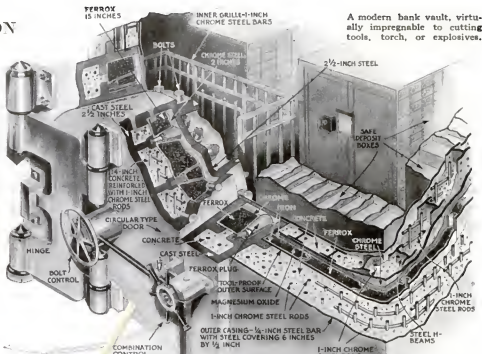 ON
FERROX
15 INCHES
INNER GRILLE-1-INCH
CHROME STEEL BARS
A modern bank vault, virtu-
ally impregnable to cutting
tools, torch, or explosives.
BOLTS
CHROME STEEL
2 INCHES
2½-INCH STEEL
CAST STEEL
2½ INCHES
SAFE
DEPOSIT
BOXES
14-INCH
CONCRETE
REINFORCED
WITH 1-INCH
CHROME STEEL
RODS
FERROX
CHROME
IRON
CONCRETE
FERROX
CHROME
STEEL
CIRCULAR TYPE
DOOR
CONCRETE
CAST STEEL
HINGE
BOLT
CONTROL
FERROX PLUG
TOOL-PROOF
OUTER SURFACE
MAGNESIUM OXIDE
1-INCH CHROME STEEL RODS
1-INCH
CHROME
STEEL RODS
OUTER CASING-¼-INCH STEEL BAR
WITH STEEL COVERING 6 INCHES
BY ½ INCH
STEEL H-
BEAMS
1-INCH CHROME
COMBINATION
CONTROL